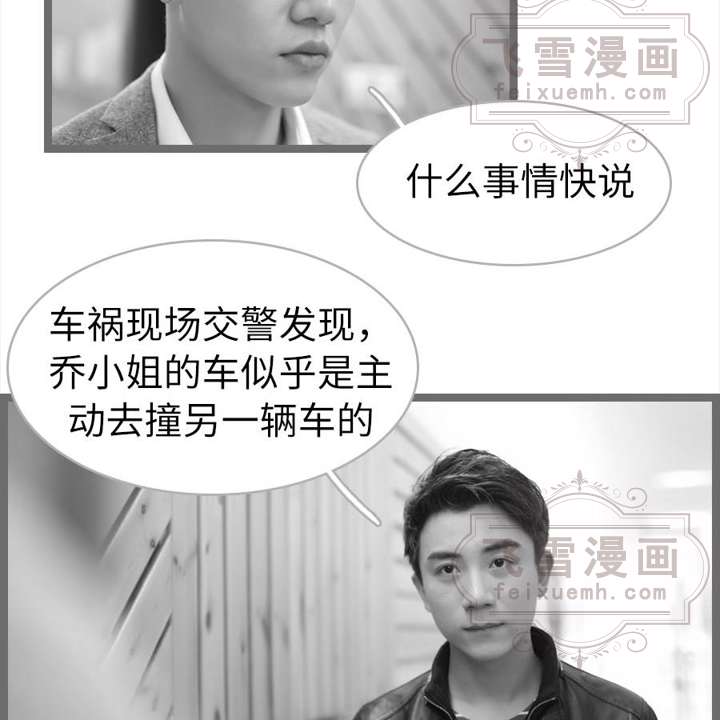 飞雪漫画
feixuemh.com
什么事情快说
车祸现场交警发现，
乔小姐的车似乎是主
动去撞另一辆车的
飞雪漫画
feixuemh.com